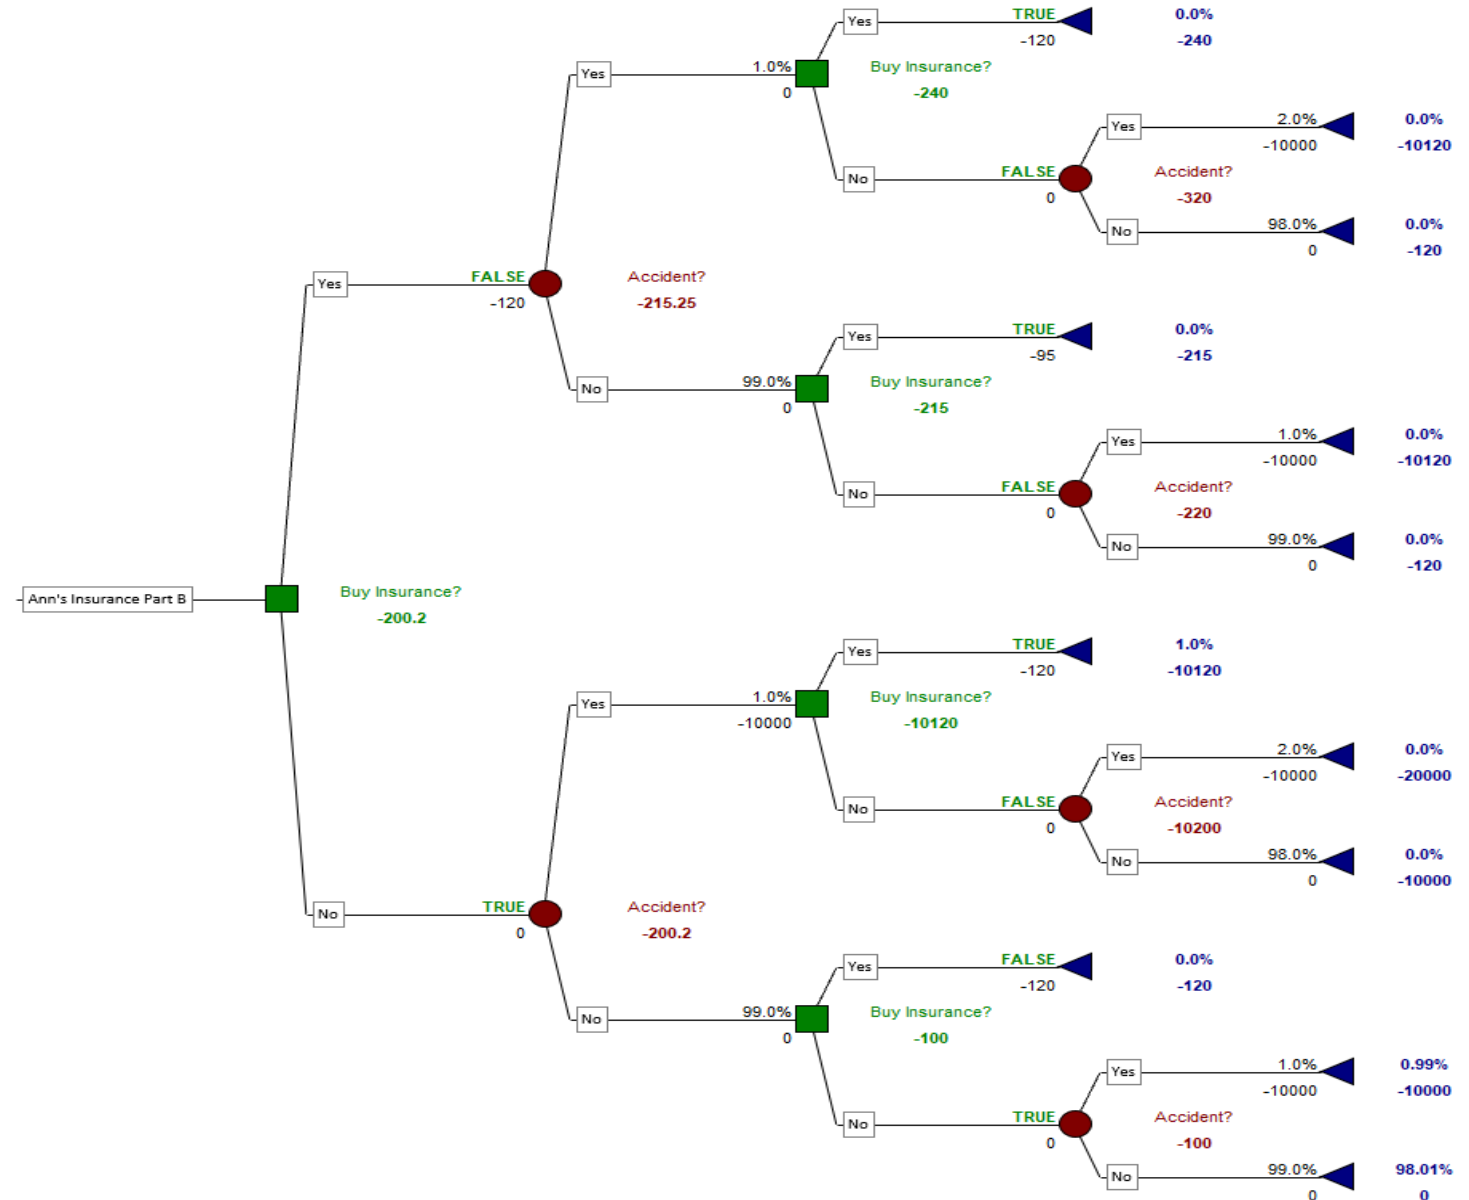 Yes TRUE 0.0%
-120 -240
Yes 1.0% Buy Insurance?
0 -240
Yes 2.0% 0.0%
-10000 -10120
No FALSE Accident?
0 -320
No 98.0% 0.0%
0 -120
Yes FALSE Accident?
-120 -215.25
Yes TRUE 0.0%
-95 -215
No 99.0% Buy Insurance?
0 -215
Yes 1.0% 0.0%
-10000 -10120
No FALSE Accident?
0 -220
No 99.0% 0.0%
0 -120
Ann's Insurance Part B Buy Insurance?
-200.2
Yes TRUE 1.0%
-120 -10120
Yes 1.0% Buy Insurance?
-10000 -10120
Yes 2.0% 0.0%
-10000 -20000
No FALSE Accident?
0 -10200
No 98.0% 0.0%
0 -10000
No TRUE Accident?
0 -200.2
Yes FALSE 0.0%
-120 -120
No 99.0% Buy Insurance?
0 -100
Yes 1.0% 0.99%
-10000 -10000
No TRUE Accident?
0 -100
No 99.0% 98.01%
0 0